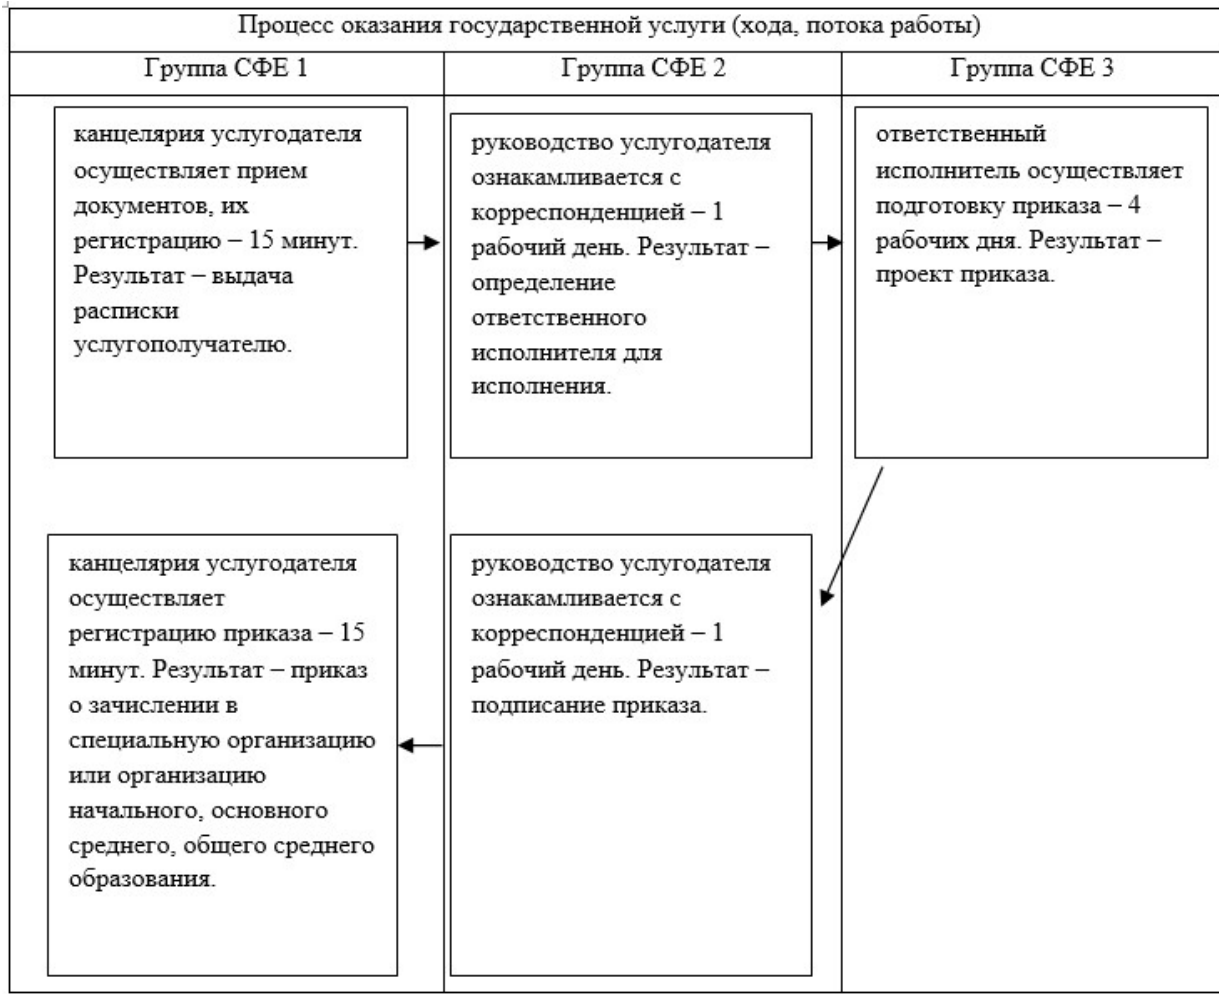 Процесс оказания государственной услуги (хода, потока работы)
Группа СФЕ 1
Группа СФЕ 2
Группа СФЕ 3
канцелярия услугодателя
осуществляет прием
документов, их
регистрацию – 15 минут.
Результат – выдача
расписки
услугополучателю.
руководство услугодателя
ознакамливается с
корреспонденцией – 1
рабочий день. Результат –
определение
ответственного
исполнителя для
исполнения.
ответственный
исполнитель осуществляет
подготовку приказа – 4
рабочих дня. Результат –
проект приказа.
руководство услугодателя
ознакамливается с
корреспонденцией – 1
рабочий день. Результат –
подписание приказа.
канцелярия услугодателя
осуществляет
регистрацию приказа – 15
минут. Результат – приказ
о зачислении в
специальную организацию
или организацию
начального, основного
среднего, общего среднего
образования.